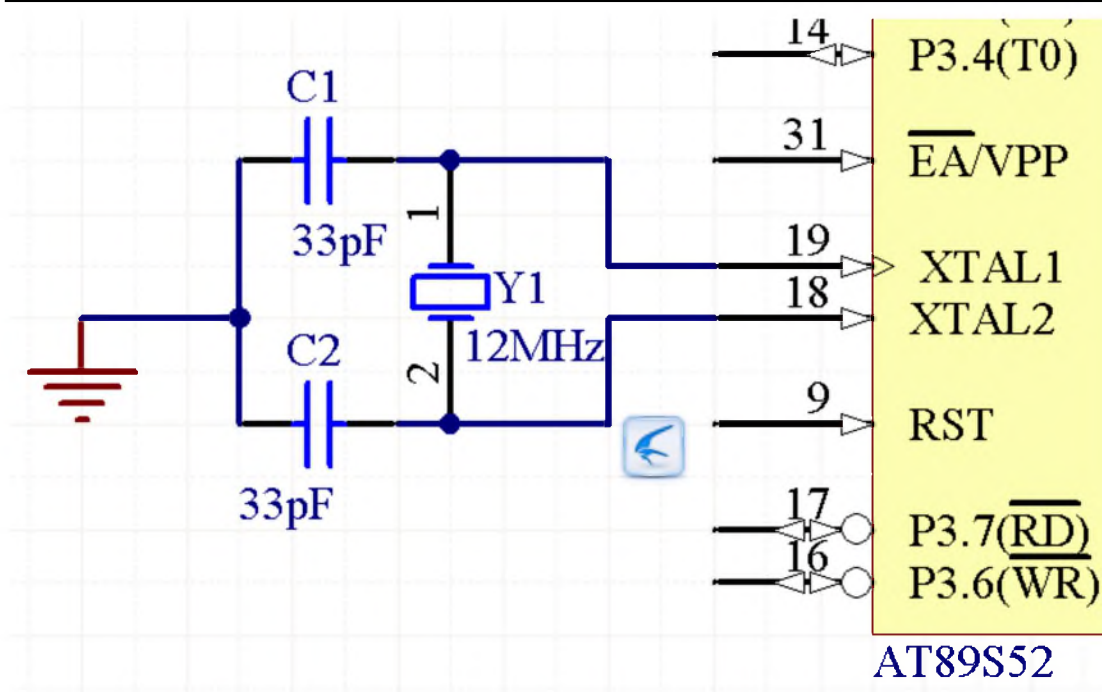 14
P3.4(T0)
C1
31
EA/VPP
1
33pF
19
XTAL1
Y1
18
XTAL2
12MHz
C2
2
9
RST
33pF
17
P3.7(RD)
16
P3.6(WR)
AT89S52